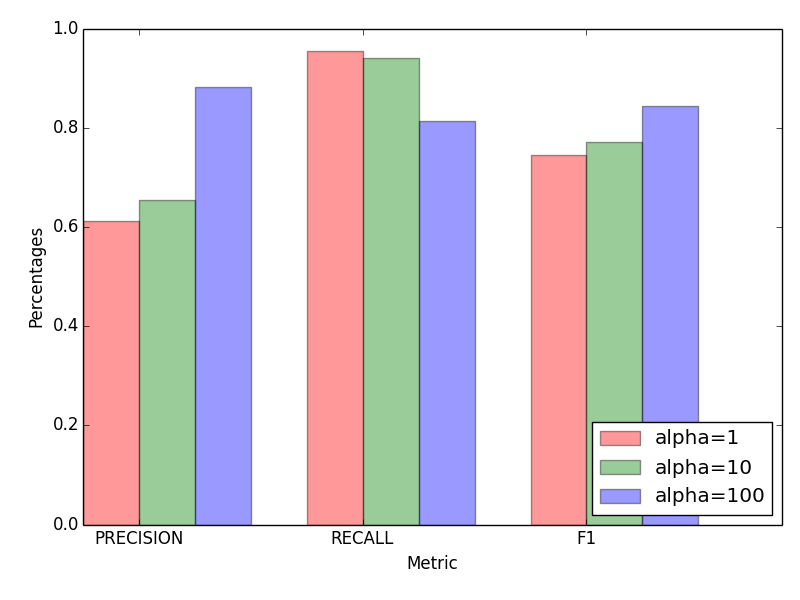 1.0
0.8
0.6
0.4
0.2
0.0
Percentages
PRECISION RECALL F1
Metric
alpha=1
alpha=10
alpha=100